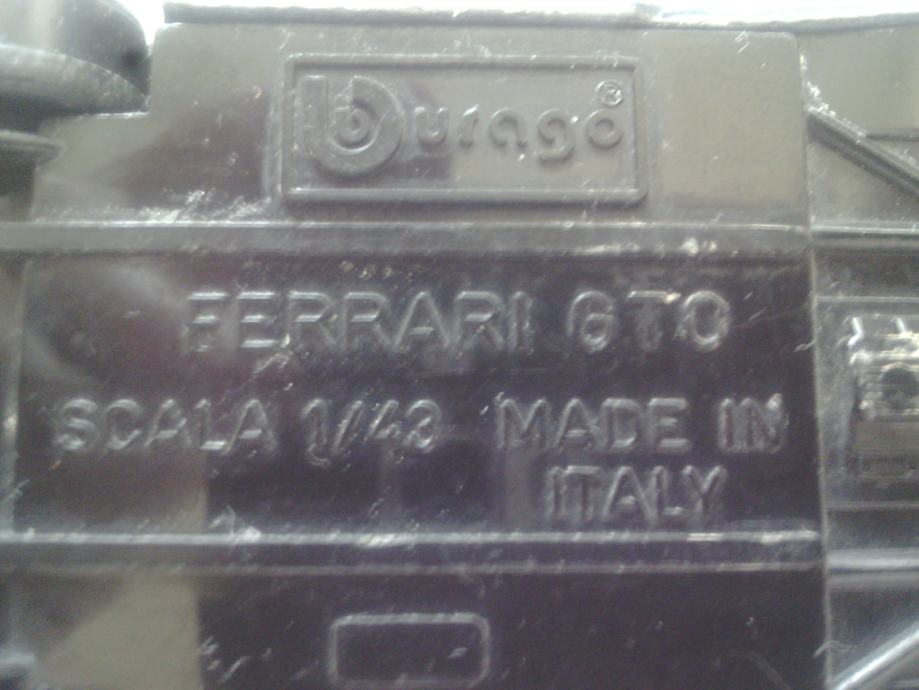 burago®
FERRARI GTO
SCALA 1/43 MADE IN
ITALY